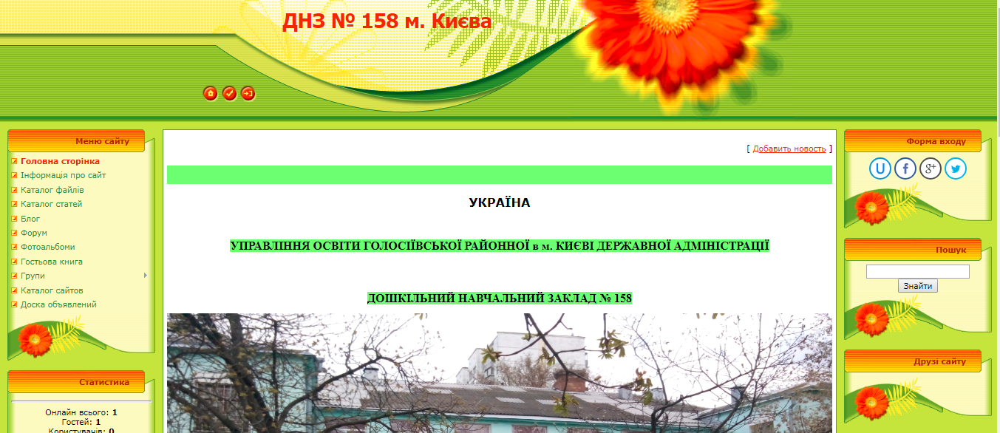 ДНЗ № 158 м. Києва
Меню сайту
Головна сторінка
Інформація про сайт
Каталог файлів
Каталог статей
Блог
Форум
Фотоальбоми
Гостьова книга
Групи
Каталог сайтов
Доска объявлений
Статистика
Онлайн всього: 1
Гостей: 1
Користувачів: 0
[ Добавить новость ]
УКРАЇНА
УПРАВЛІННЯ ОСВІТИ ГОЛОСІЇВСЬКОЇ РАЙОННОЇ в м. КИЄВІ ДЕРЖАВНОЇ АДМІНІСТРАЦІЇ
ДОШКІЛЬНИЙ НАВЧАЛЬНИЙ ЗАКЛАД № 158
Форма входу
U f g+
Пошук
Знайти
Друзі сайту